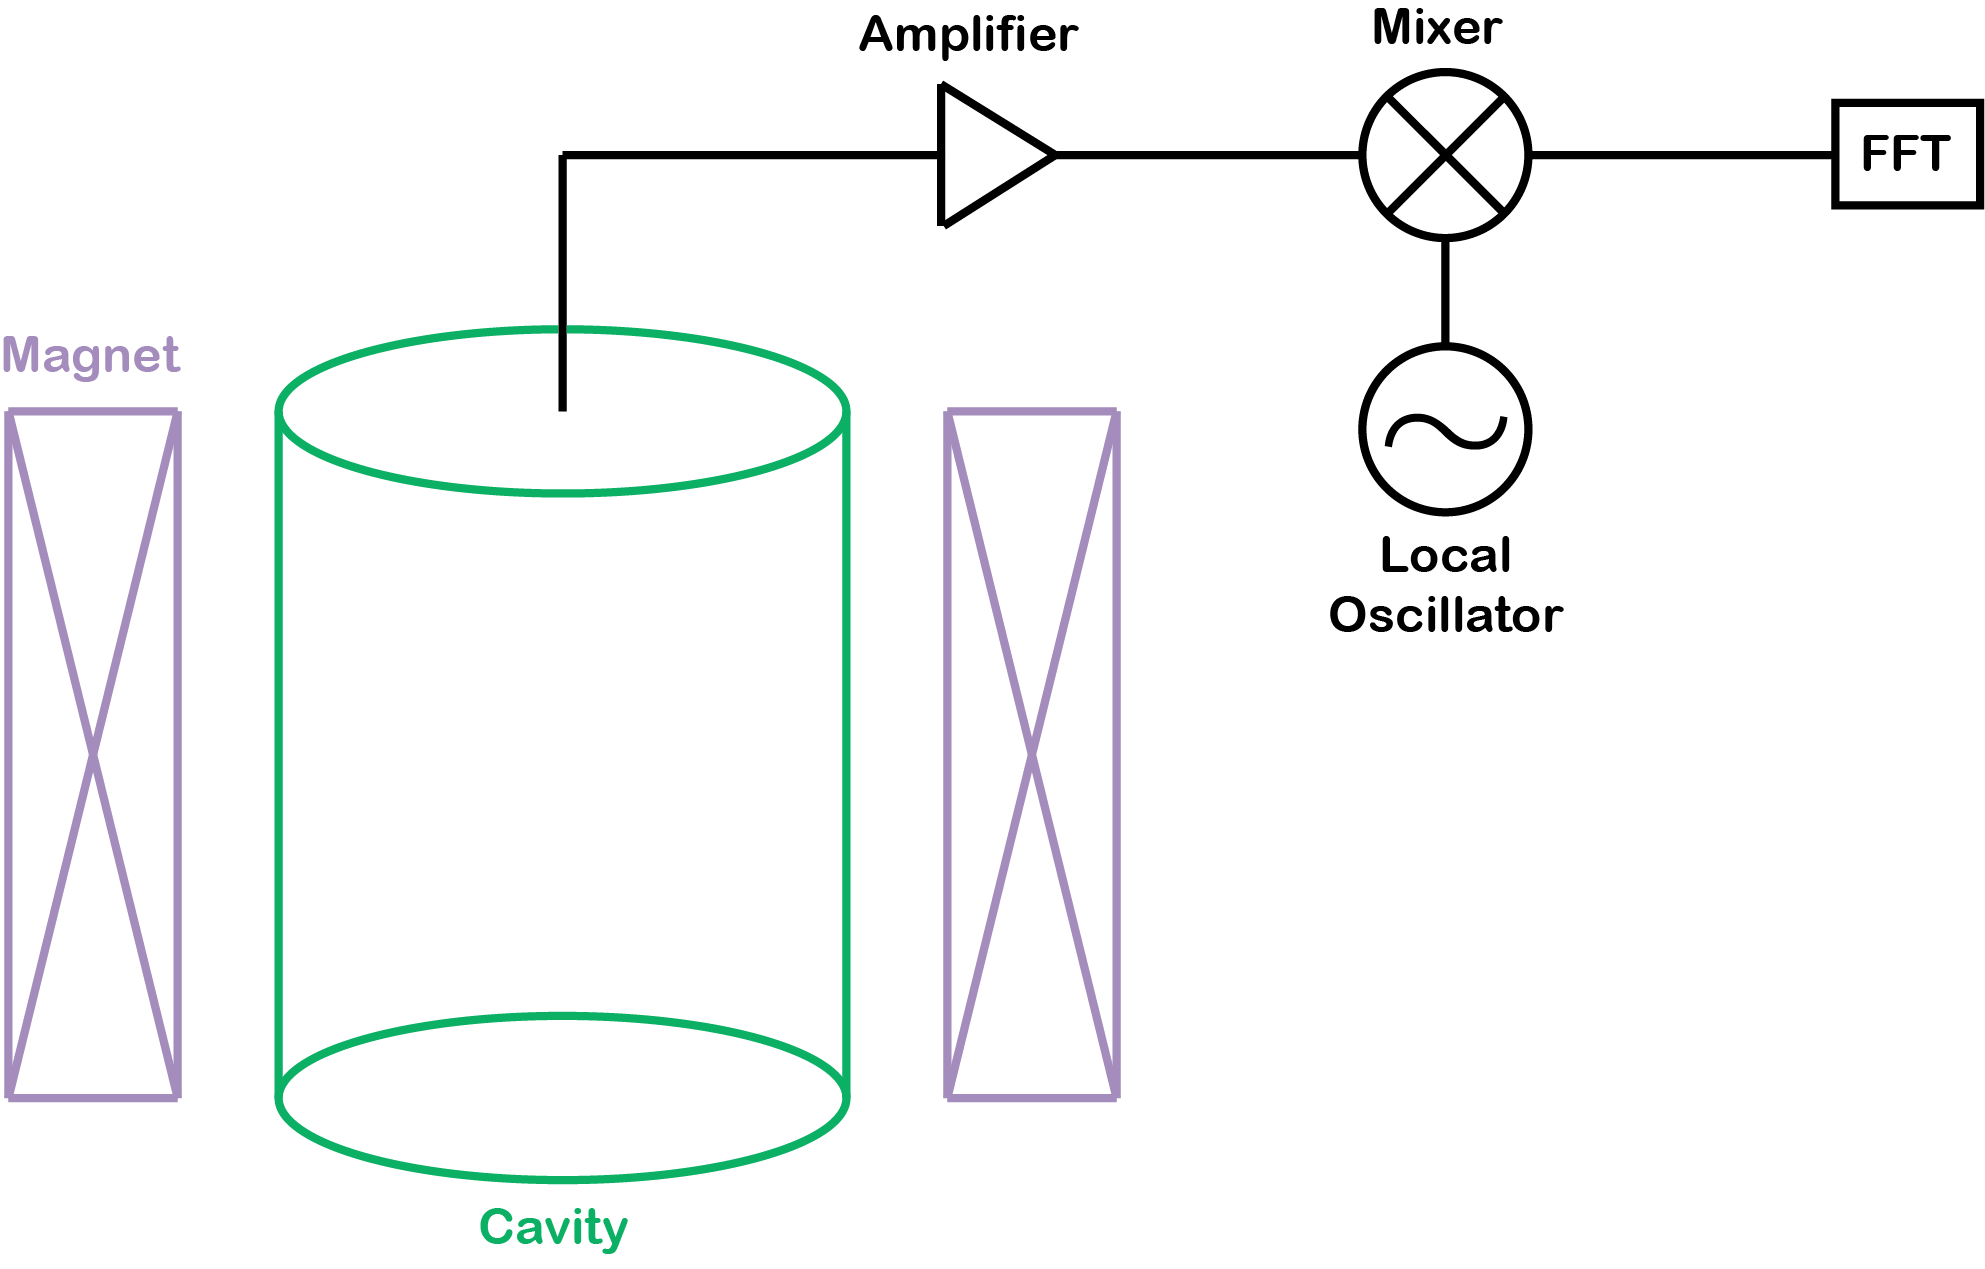 Amplifier
Mixer
FFT
Magnet
Local
Oscillator
Cavity